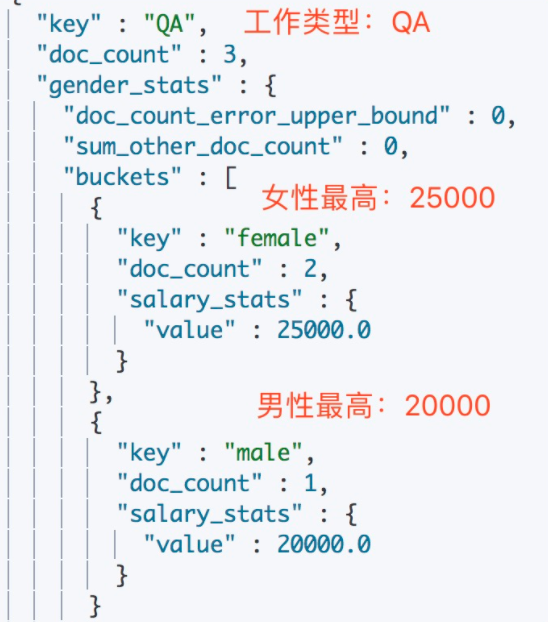 "key" : "QA", 工作类型：QA
"doc_count" : 3,
"gender_stats" : {
"doc_count_error_upper_bound" : 0,
"sum_other_doc_count" : 0,
"buckets" : [
女性最高：25000
{
"key" : "female",
"doc_count" : 2,
"salary_stats" : {
"value" : 25000.0
}
},
男性最高：20000
{
"key" : "male",
"doc_count" : 1,
"salary_stats" : {
"value" : 20000.0
}
}